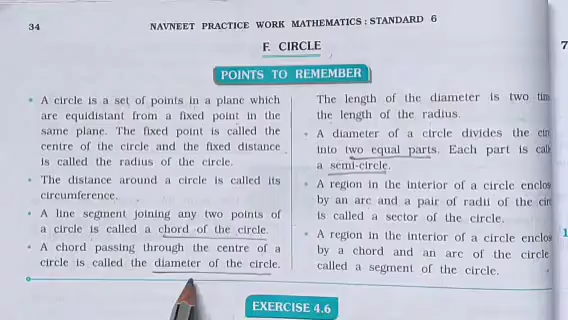 34
NAVNEET PRACTICE WORK MATHEMATICS : STANDARD 6
F. CIRCLE
POINTS TO REMEMBER
• A circle is a set of points in a plane which
are equidistant from a fixed point in the
same plane. The fixed point is called the
centre of the circle and the fixed distance
is called the radius of the circle.
• The distance around a circle is called its
circumference.
• A line segment joining any two points of
a circle is called a chord of the circle.
• A chord passing through the centre of a
circle is called the diameter of the circle.
The length of the diameter is two
the length of the radius.
• A diameter of a circle divides the
into two equal parts. Each part is
a semi-circle.
• A region in the interior of a circle
by an arc and a pair of radii of the
is called a sector of the circle.
• A region in the interior of a circle
by a chord and an arc of the circle
called a segment of the circle.
EXERCISE 4.6
7
1